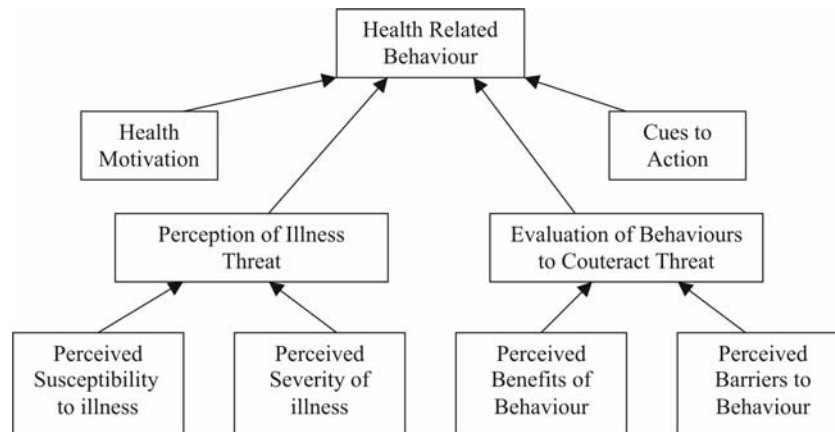 Health Related
Behaviour
Health
Motivation
Cues to
Action
Perception of Illness
Threat
Evaluation of Behaviours
to Couteract Threat
Perceived
Susceptibility
to illness
Perceived
Severity of
illness
Perceived
Benefits of
Behaviour
Perceived
Barriers to
Behaviour